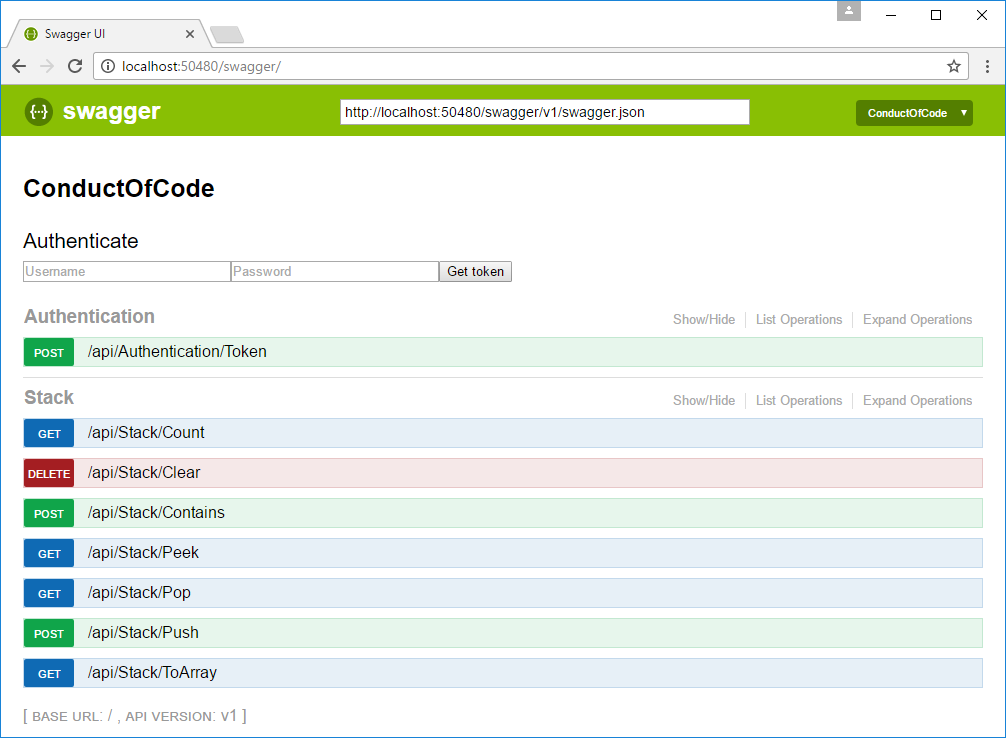 Swagger UI
localhost:50480/swagger/
{··} swagger http://localhost:50480/swagger/v1/swagger.json ConductOfCode
ConductOfCode
Authenticate
Username Password Get token
Authentication Show/Hide List Operations Expand Operations
POST /api/Authentication/Token
Stack Show/Hide List Operations Expand Operations
GET /api/Stack/Count
DELETE /api/Stack/Clear
POST /api/Stack/Contains
GET /api/Stack/Peek
GET /api/Stack/Pop
POST /api/Stack/Push
GET /api/Stack/ToArray
[ BASE URL: / , API VERSION: v1 ]